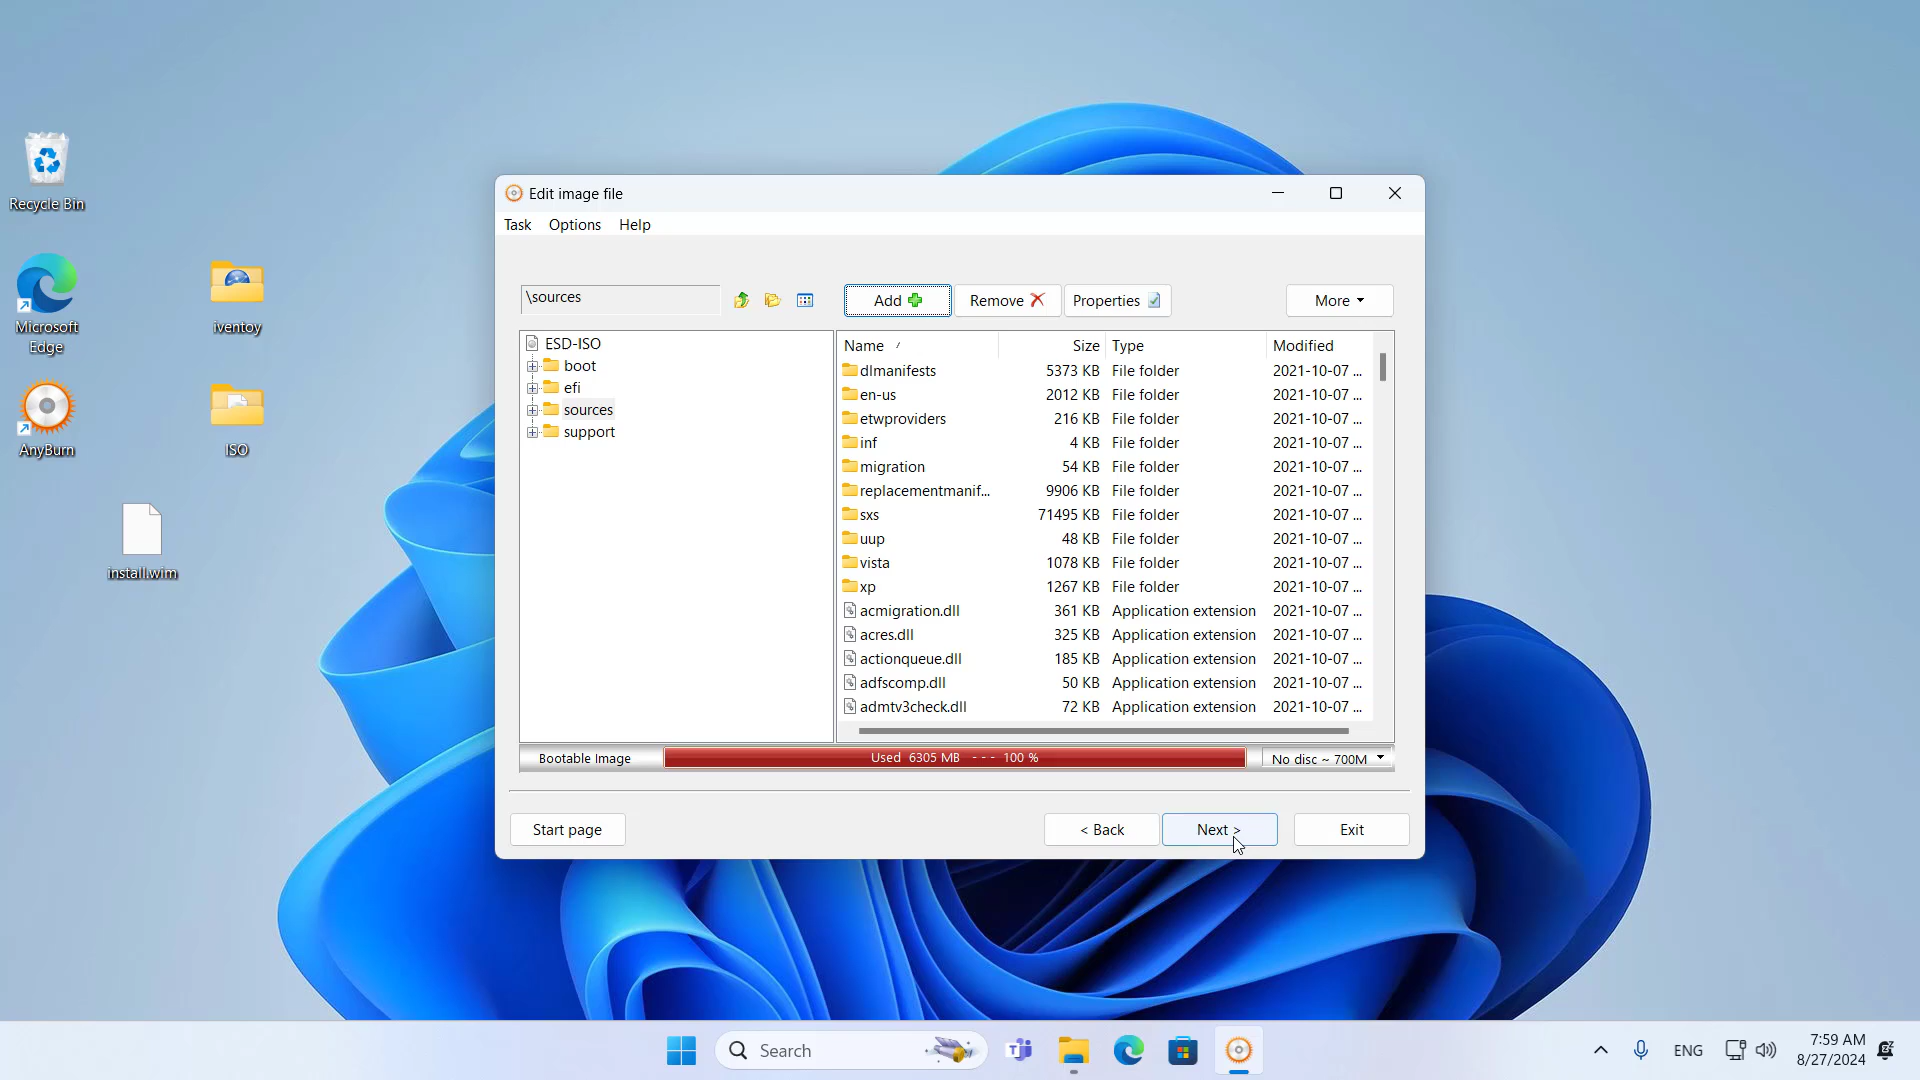 Recycle Bin
Microsoft
Edge
iventoy
AnyBurn
ISO
install.wim
Edit image file
Task Options Help
\sources
Add Remove Properties More
ESD-ISO
boot
efi
sources
support
Name Size Type Modified
dlmanifests 5373 KB File folder 2021-10-07 ...
en-us 2012 KB File folder 2021-10-07 ...
etwproviders 216 KB File folder 2021-10-07 ...
inf 4 KB File folder 2021-10-07 ...
migration 54 KB File folder 2021-10-07 ...
replacementmanif... 9906 KB File folder 2021-10-07 ...
sxs 71495 KB File folder 2021-10-07 ...
uup 48 KB File folder 2021-10-07 ...
vista 1078 KB File folder 2021-10-07 ...
xp 1267 KB File folder 2021-10-07 ...
acmigration.dll 361 KB Application extension 2021-10-07 ...
acres.dll 325 KB Application extension 2021-10-07 ...
actionqueue.dll 185 KB Application extension 2021-10-07 ...
adfscomp.dll 50 KB Application extension 2021-10-07 ...
admtv3check.dll 72 KB Application extension 2021-10-07 ...
Bootable Image Used 6305 MB - - - 100 % No disc ~ 700M
Start page < Back Next > Exit
Search
ENG
7:59 AM
8/27/2024